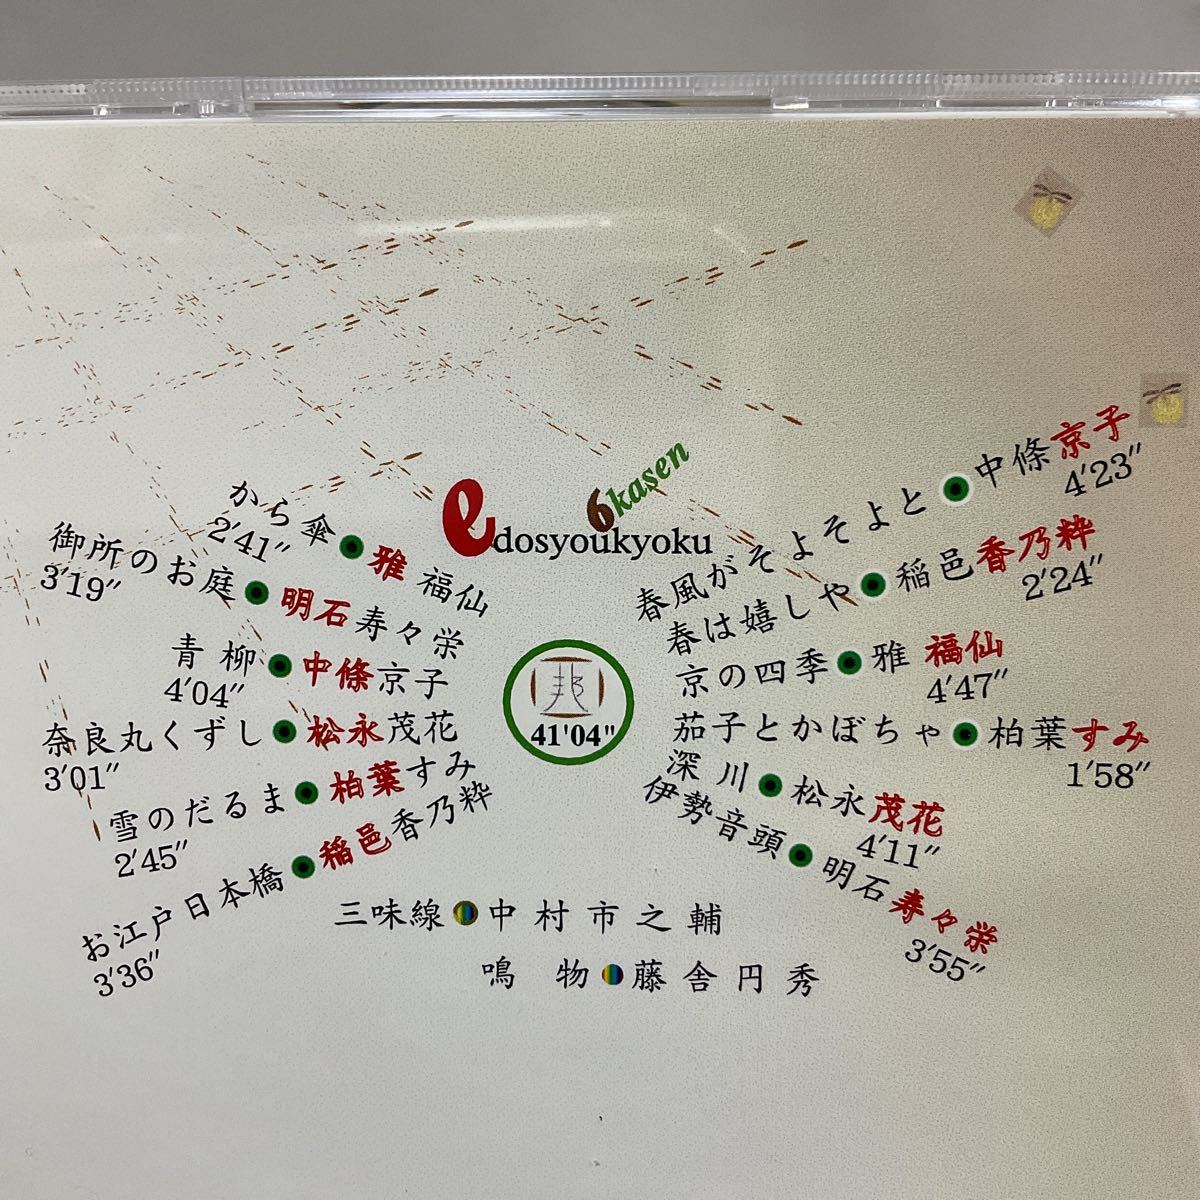 edosyoukyoku
6kasen
から傘●雅 福仙
2'41"
御所のお庭●明石寿々栄
3'19"
青柳●中條京子
4'04"
奈良丸くずし●松永茂花
3'01"
雪のだるま●柏葉すみ
2'45"
お江戸日本橋●稲邑香乃粋
3'36"
41'04"
春風がそよそよと●中條京子
4'23"
春は嬉しや●稲邑香乃粋
2'24"
京の四季●雅 福仙
4'47"
茄子とかぼちゃ●柏葉すみ
1'58"
深川●松永茂花
4'11"
伊勢音頭●明石寿々栄
3'55"
三味線●中村市之輔
鳴物●藤舎円秀